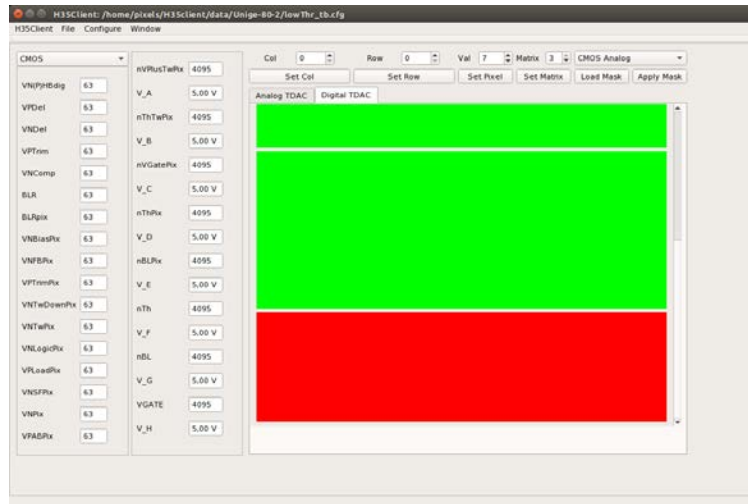 H35Client: /home/pixels/H35client/data/Unige-80-2/lowThr_tb.cfg
H35Client File Configure Window
CMOS
VN(P)HBdig 63
VPDel 63
VNDel 63
VPTrim 63
VNComp 63
BLR 63
BLRpix 63
VNBiasPix 63
VNFBPix 63
VPTrimPix 63
VNTwDownPix 63
VNTwPix 63
VNLogicPix 63
VPLoadPix 63
VNSFPix 63
VNPix 63
VPABPix 63
nVPlusTwPix 4095
V_A 5,00 V
nThTwPix 4095
V_B 5,00 V
nVGatePix 4095
V_C 5,00 V
nThPix 4095
V_D 5,00 V
nBLPix 4095
V_E 5,00 V
nTh 4095
V_F 5,00 V
nBL 4095
V_G 5,00 V
VGATE 4095
V_H 5,00 V
Col 0 Row 0 Val 7 Matrix 3 CMOS Analog
Set Col Set Row Set Pixel Set Matrix Load Mask Apply Mask
Analog TDAC Digital TDAC